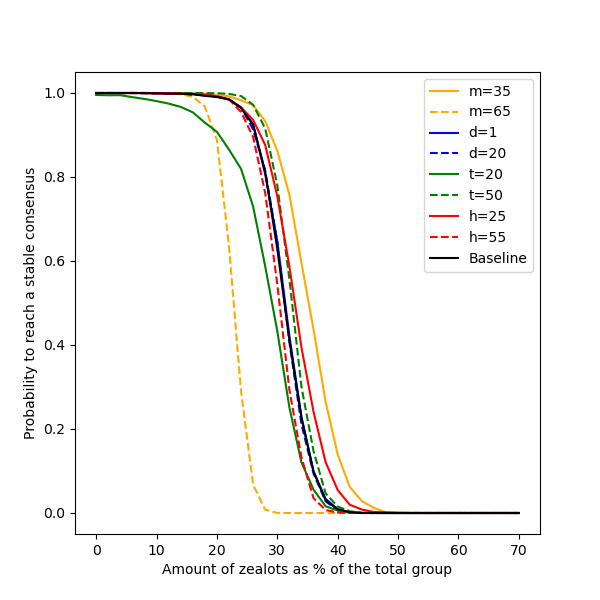 1.0
0.8
0.6
0.4
0.2
0.0
Probability to reach a stable consensus
m=35
m=65
d=1
d=20
t=20
t=50
h=25
h=55
Baseline
0 10 20 30 40 50 60 70
Amount of zealots as % of the total group